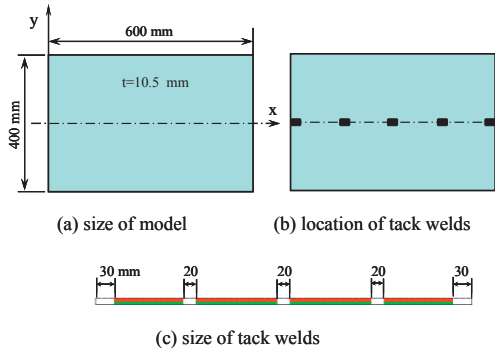 y
600 mm
t=10.5 mm
400 mm
x
(a) size of model
(b) location of tack welds
30 mm 20 20 20 30
(c) size of tack welds